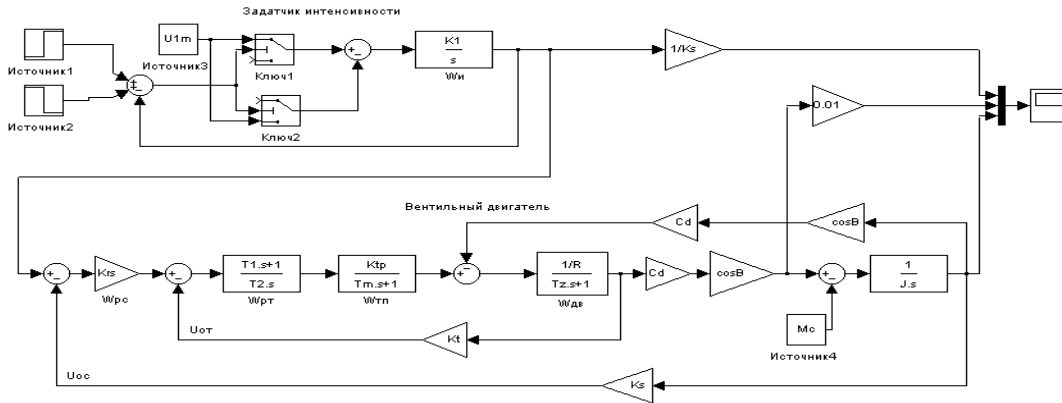 Задатчик интенсивности
U1m
Источник1
Источник3
Ключ1
K1
s
Wи
1/Ks
Источник2
Ключ2
0.01
Вентильный двигатель
Cd
cosB
Krs
Wрс
T1.s+1
T2.s
Wрт
Ktp
Tm.s+1
Wтп
1/R
Tz.s+1
Wдв
Cd
cosB
1
J.s
Mc
Источник4
Uот
Kt
Uос
Ks